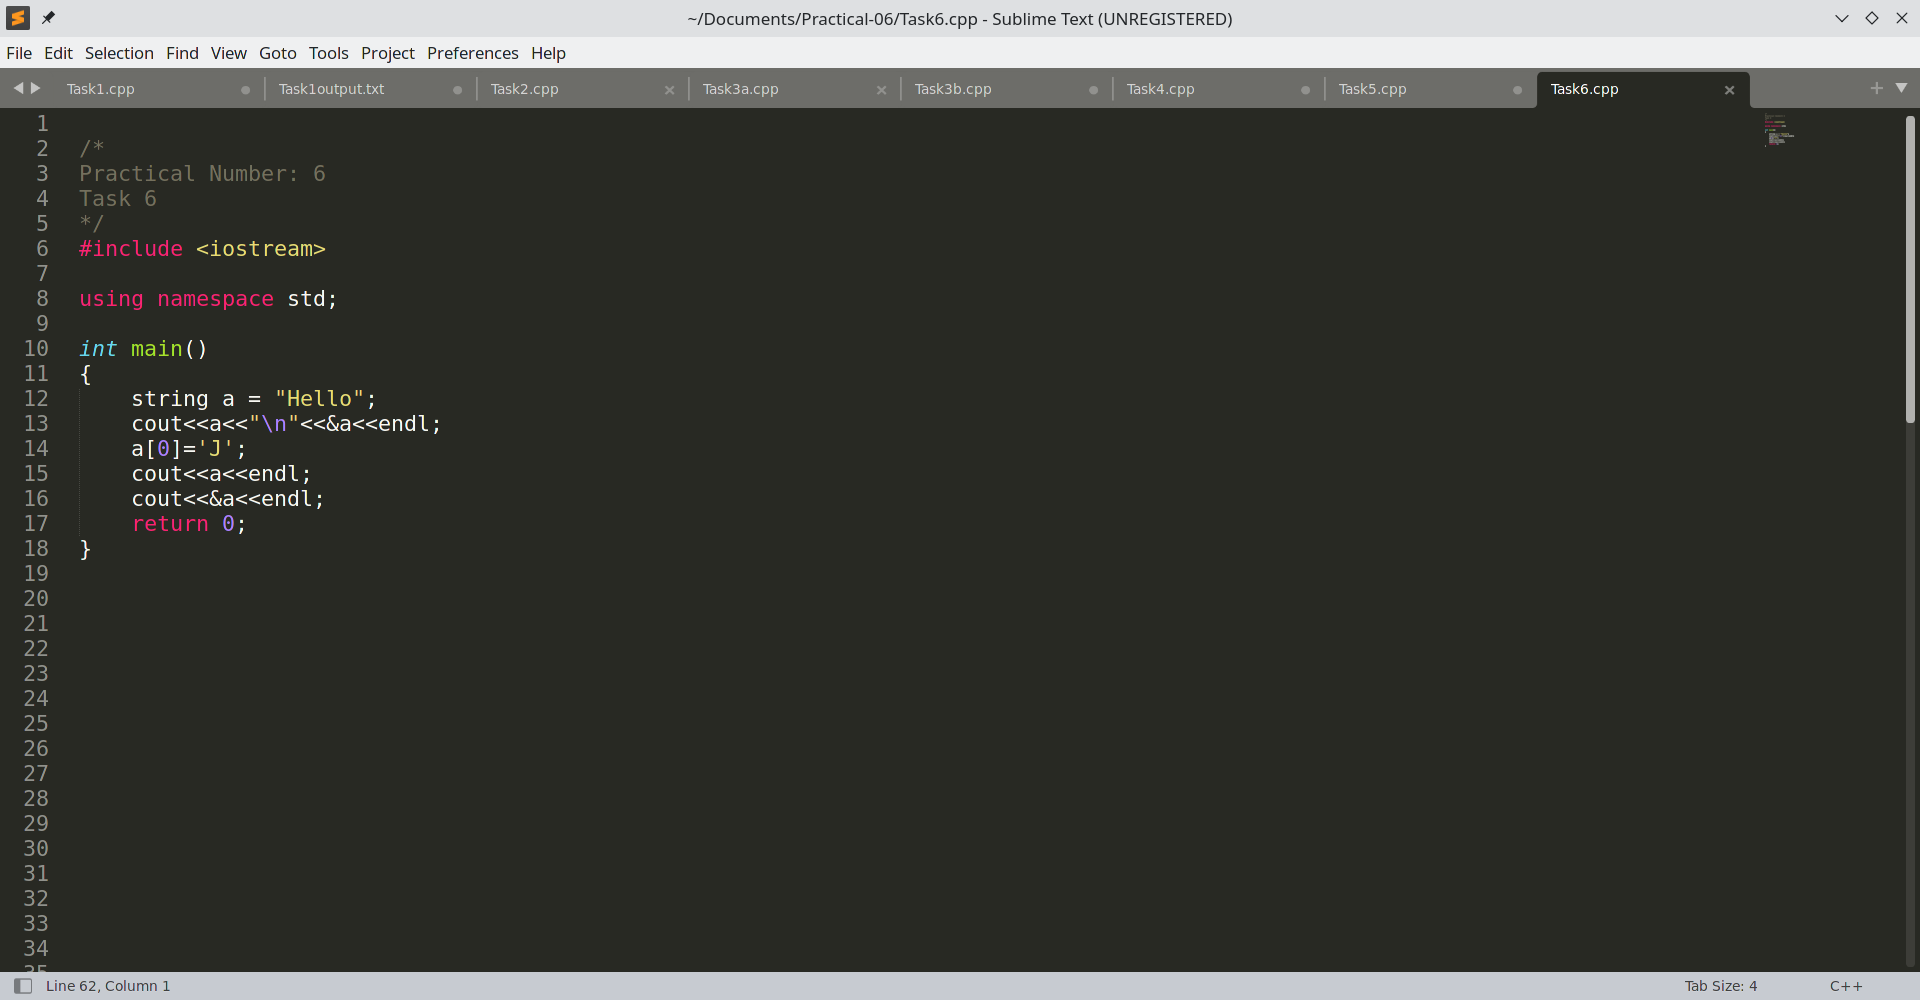 ~/Documents/Practical-06/Task6.cpp - Sublime Text (UNREGISTERED)
File Edit Selection Find View Goto Tools Project Preferences Help
Task1.cpp Task1output.txt Task2.cpp Task3a.cpp Task3b.cpp Task4.cpp Task5.cpp Task6.cpp
1
2 /*
3 Practical Number: 6
4 Task 6
5 */
6 #include <iostream>
7
8 using namespace std;
9
10 int main()
11 {
12     string a = "Hello";
13     cout<<a<<"\n"<<&a<<endl;
14     a[0]='J';
15     cout<<a<<endl;
16     cout<<&a<<endl;
17     return 0;
18 }
19
20
21
22
23
24
25
26
27
28
29
30
31
32
33
34
35
Line 62, Column 1 Tab Size: 4 C++